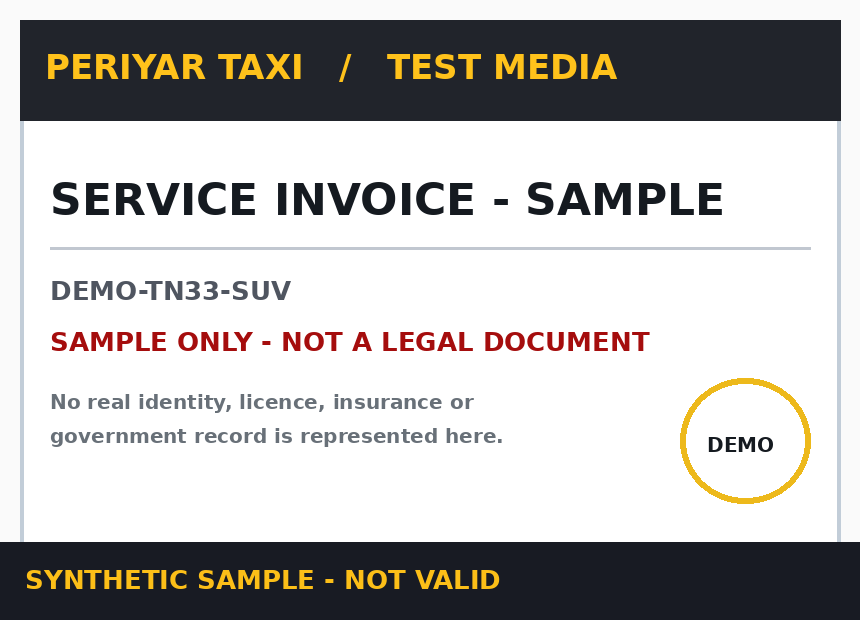 PERIYAR TAXI / TEST MEDIA
SERVICE INVOICE - SAMPLE
DEMO-TN33-SUV
SAMPLE ONLY - NOT A LEGAL DOCUMENT
No real identity, licence, insurance or
government record is represented here.
DEMO
SYNTHETIC SAMPLE - NOT VALID